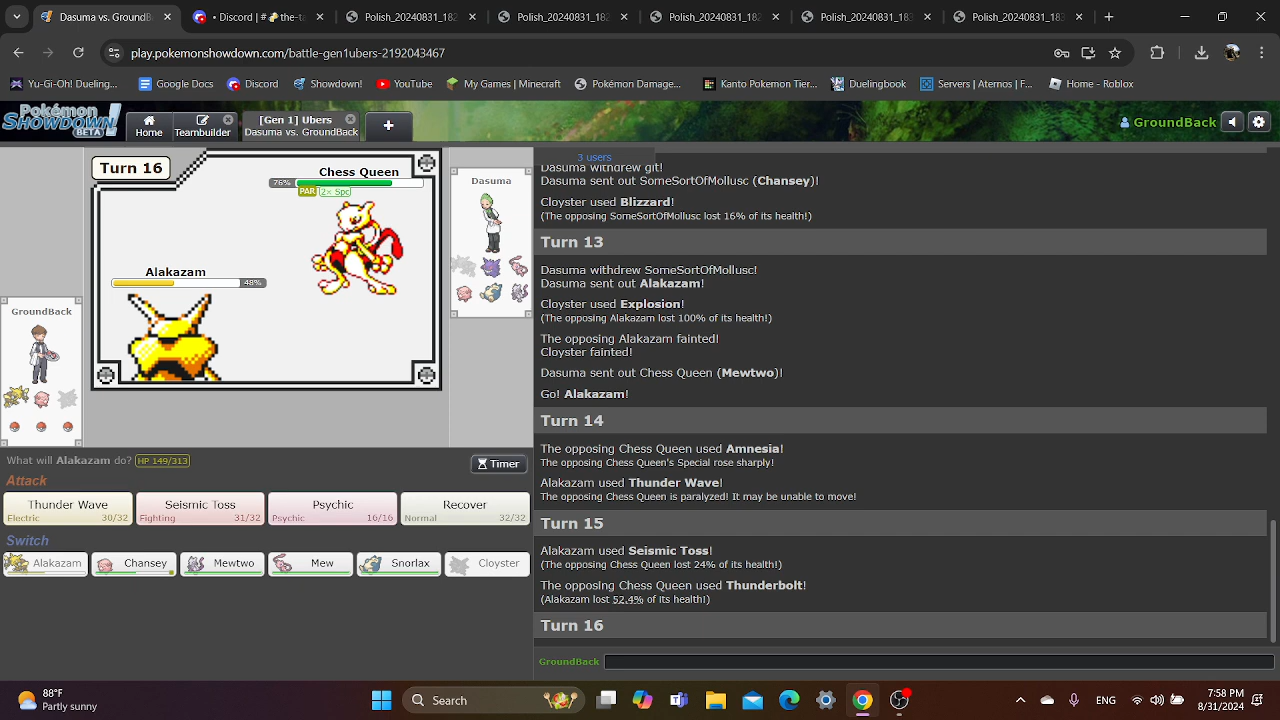 Dasuma vs. GroundBack
• Discord | # 🥠the-ta
Polish_20240831_182
Polish_20240831_182
Polish_20240831_183
Polish_20240831_183
Polish_20240831_183
play.pokemonshowdown.com/battle-gen1ubers-2192043467
Yu-Gi-Oh! Dueling...
Google Docs
Discord
Showdown!
YouTube
My Games | Minecraft
Pokémon Damage...
Kanto Pokemon Tier...
Duelingbook
Servers | Aternos | F...
Home - Roblox
Pokémon
SHOWDOWN!
BETA
Home
Teambuilder
[Gen 1] Ubers
Dasuma vs. GroundBack
GroundBack
Turn 16
Chess Queen
76%
PAR 2× Spc
Alakazam
48%
Dasuma
GroundBack
What will Alakazam do? HP 149/313
Timer
Attack
Thunder Wave
Electric 30/32
Seismic Toss
Fighting 31/32
Psychic
Psychic 16/16
Recover
Normal 32/32
Switch
Alakazam
Chansey
Mewtwo
Mew
Snorlax
Cloyster
3 users
Dasuma withdrew git!
Dasuma sent out SomeSortOfMollusc (Chansey)!
Cloyster used Blizzard!
(The opposing SomeSortOfMollusc lost 16% of its health!)
Turn 13
Dasuma withdrew SomeSortOfMollusc!
Dasuma sent out Alakazam!
Cloyster used Explosion!
(The opposing Alakazam lost 100% of its health!)
The opposing Alakazam fainted!
Cloyster fainted!
Dasuma sent out Chess Queen (Mewtwo)!
Go! Alakazam!
Turn 14
The opposing Chess Queen used Amnesia!
The opposing Chess Queen's Special rose sharply!
Alakazam used Thunder Wave!
The opposing Chess Queen is paralyzed! It may be unable to move!
Turn 15
Alakazam used Seismic Toss!
(The opposing Chess Queen lost 24% of its health!)
The opposing Chess Queen used Thunderbolt!
(Alakazam lost 52.4% of its health!)
Turn 16
GroundBack
88°F
Partly sunny
Search
ENG
7:58 PM
8/31/2024